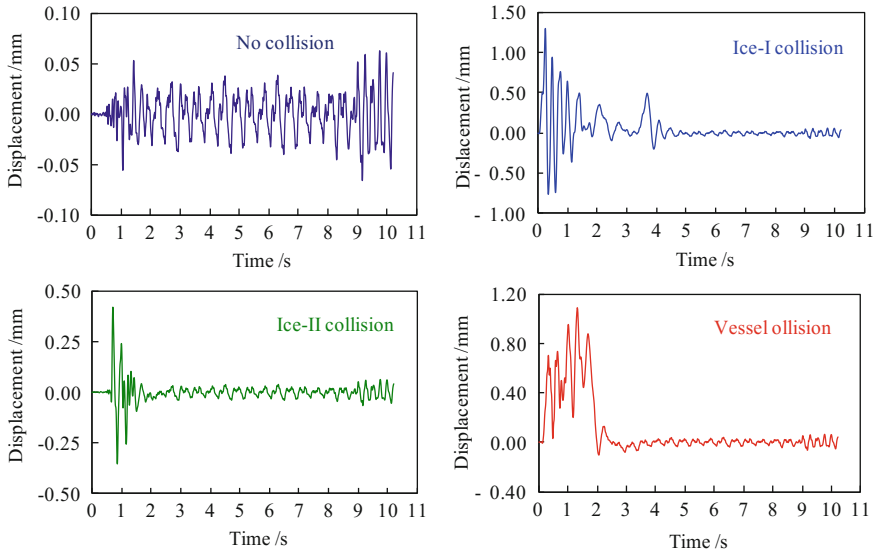 No collision
Displacement /mm
0.10
0.05
0.00
-0.05
-0.10
0 1 2 3 4 5 6 7 8 9 10 11
Time /s
Ice-I collision
Dislacement /mm
1.50
1.00
0.50
0.00
- 0.50
- 1.00
0 1 2 3 4 5 6 7 8 9 10 11
Time /s
Ice-II collision
Displacement /mm
0.50
0.25
0.00
-0.25
-0.50
0 1 2 3 4 5 6 7 8 9 10 11
Time /s
Vessel ollision
Displacement /mm
1.20
0.80
0.40
0.00
- 0.40
0 1 2 3 4 5 6 7 8 9 10 11
Time /s